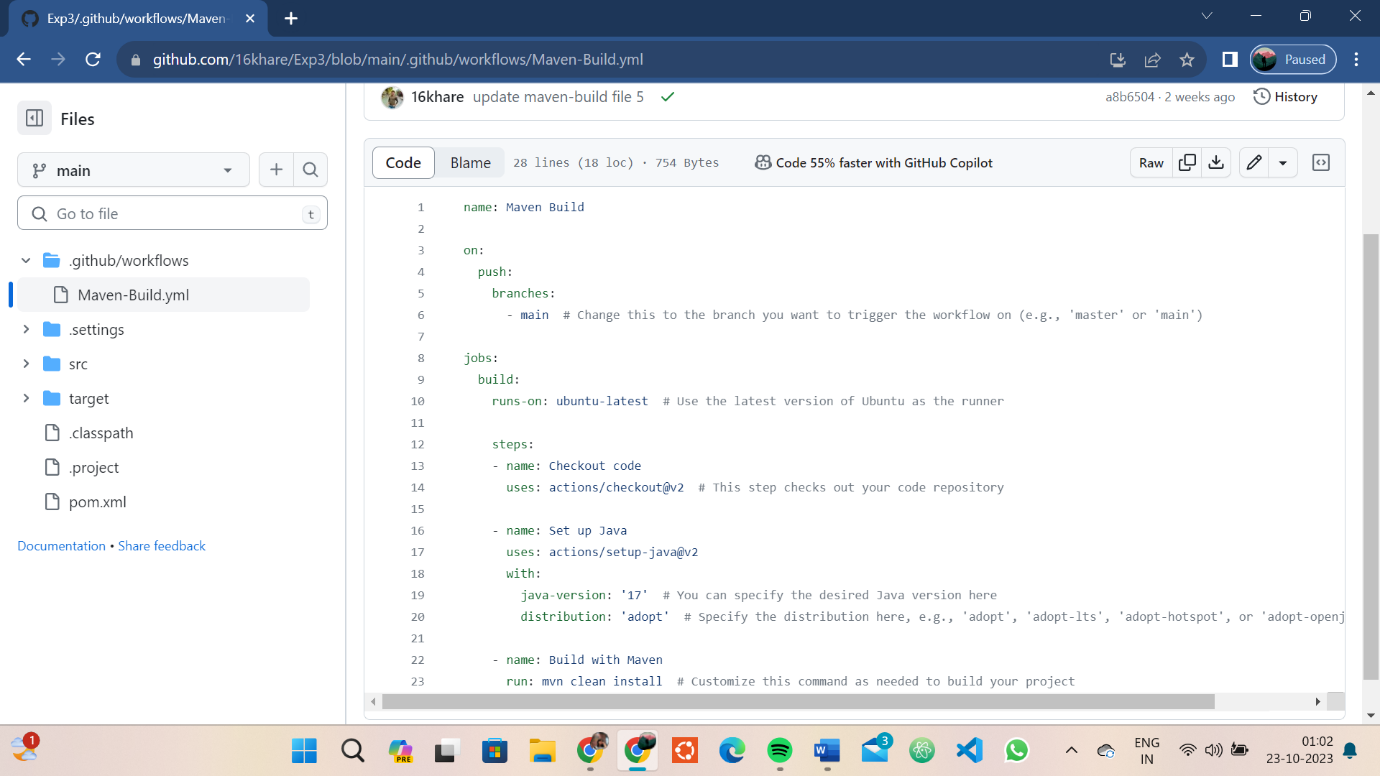 Exp3/.github/workflows/Maven-
github.com/16khare/Exp3/blob/main/.github/workflows/Maven-Build.yml
Paused
Files
main
Go to file
t
.github/workflows
Maven-Build.yml
.settings
src
target
.classpath
.project
pom.xml
Documentation • Share feedback
16khare update maven-build file 5
a8b6504 · 2 weeks ago
History
Code
Blame
28 lines (18 loc) · 754 Bytes
Code 55% faster with GitHub Copilot
Raw
1 name: Maven Build
2
3 on:
4 push:
5 branches:
6 - main # Change this to the branch you want to trigger the workflow on (e.g., 'master' or 'main')
7
8 jobs:
9 build:
10 runs-on: ubuntu-latest # Use the latest version of Ubuntu as the runner
11
12 steps:
13 - name: Checkout code
14 uses: actions/checkout@v2 # This step checks out your code repository
15
16 - name: Set up Java
17 uses: actions/setup-java@v2
18 with:
19 java-version: '17' # You can specify the desired Java version here
20 distribution: 'adopt' # Specify the distribution here, e.g., 'adopt', 'adopt-lts', 'adopt-hotspot', or 'adopt-openj
21
22 - name: Build with Maven
23 run: mvn clean install # Customize this command as needed to build your project
1
PRE
W
3
ENG
IN
01:02
23-10-2023